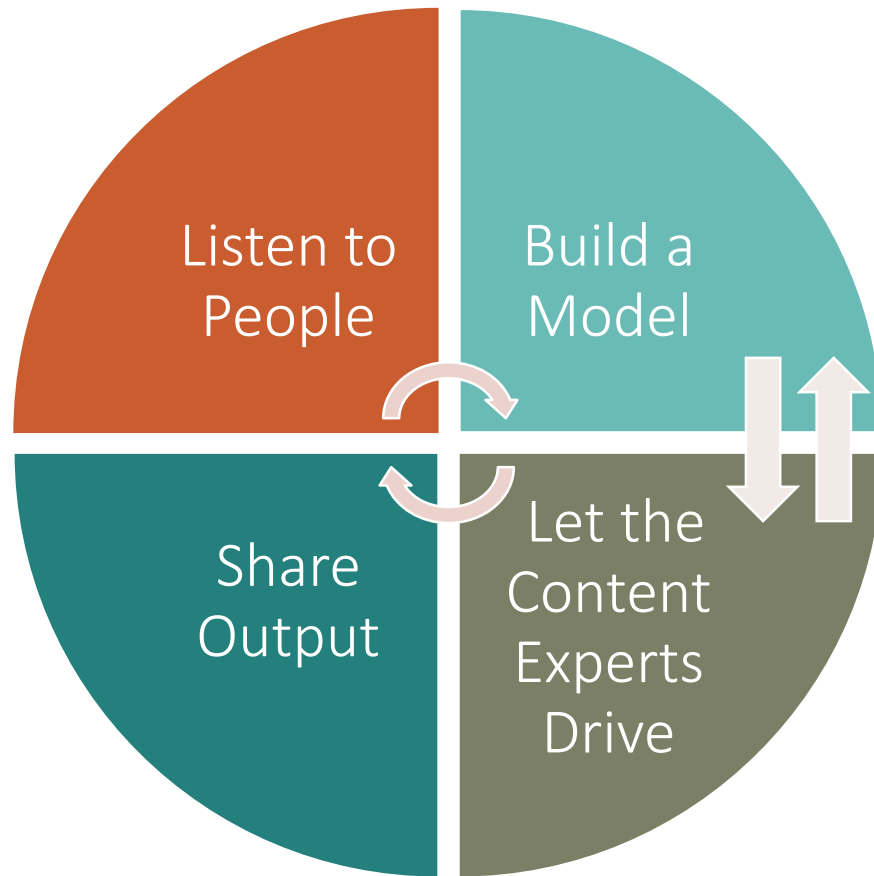 Listen to
People
Build a
Model
Let the
Content
Experts
Drive
Share
Output